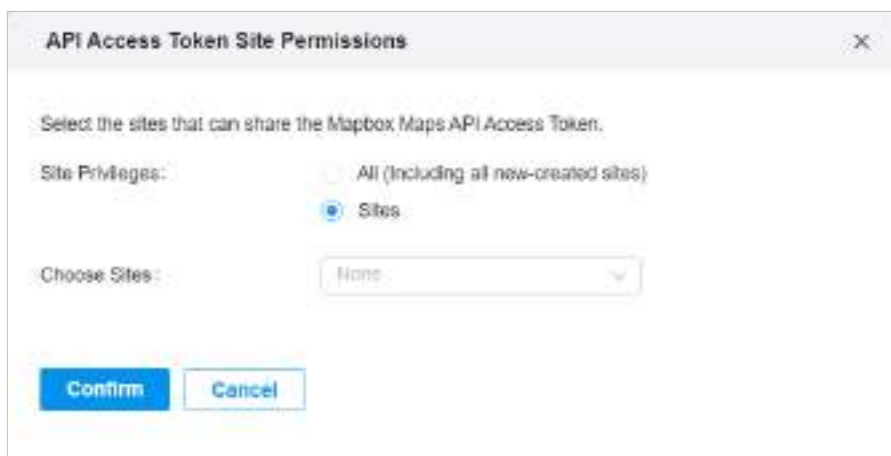 API Access Token Site Permissions
Select the sites that can share the Mapbox Maps API Access Token.
Site Privileges:
All (Including all new-created sites)
Sites
Choose Sites:
None
Confirm
Cancel